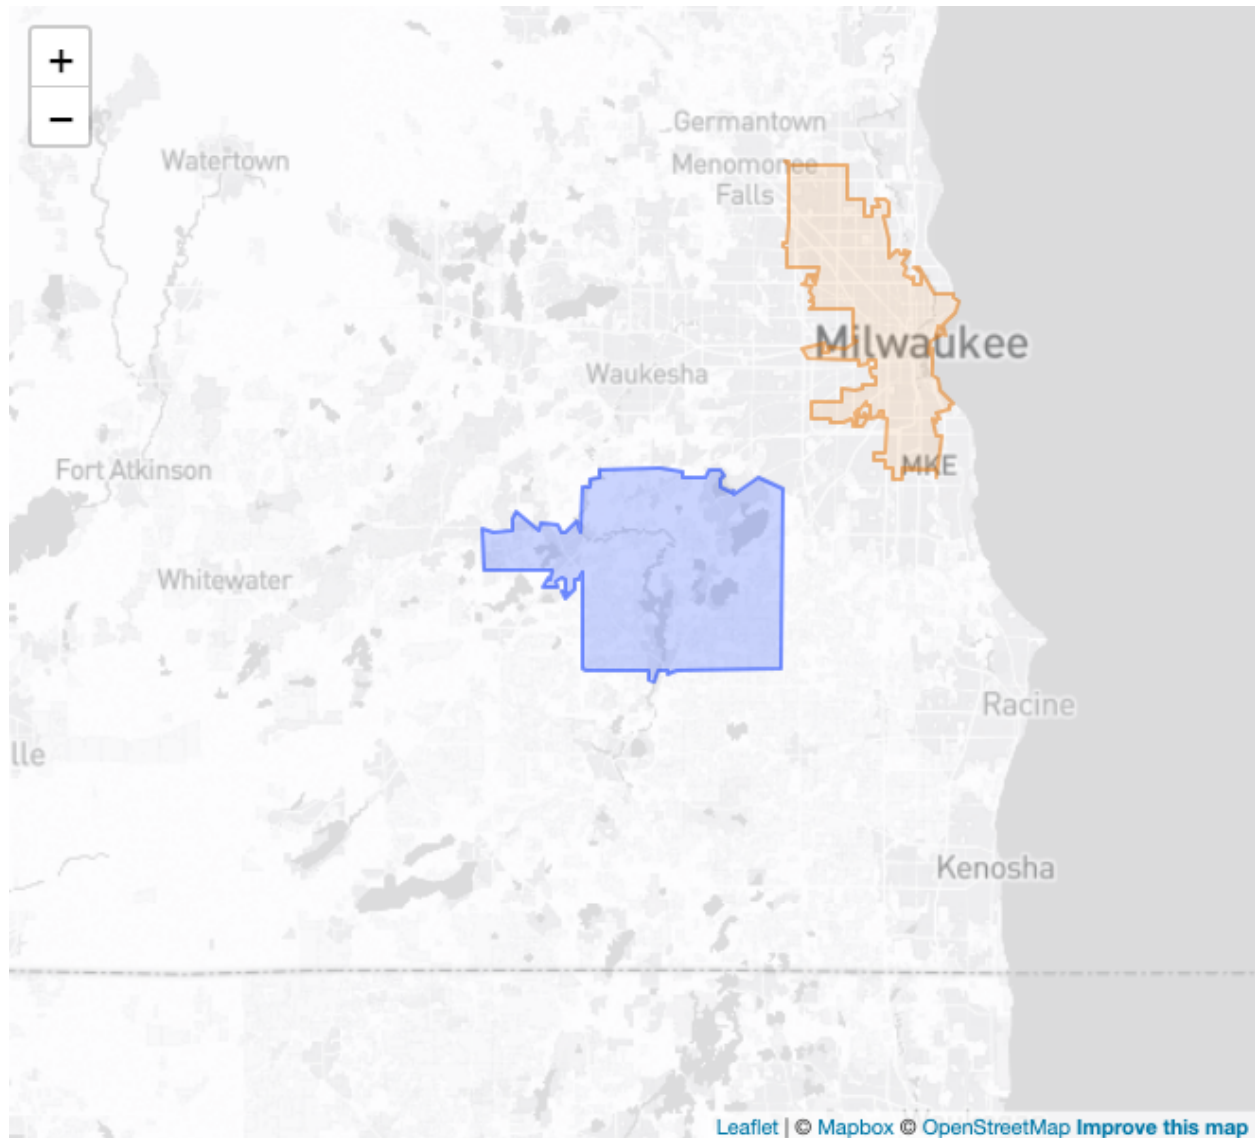 +
−
Germantown
Watertown
Menomonee
Falls
Milwaukee
Waukesha
MKE
Fort Atkinson
Whitewater
Racine
lle
Kenosha
Leaflet | © Mapbox © OpenStreetMap Improve this map